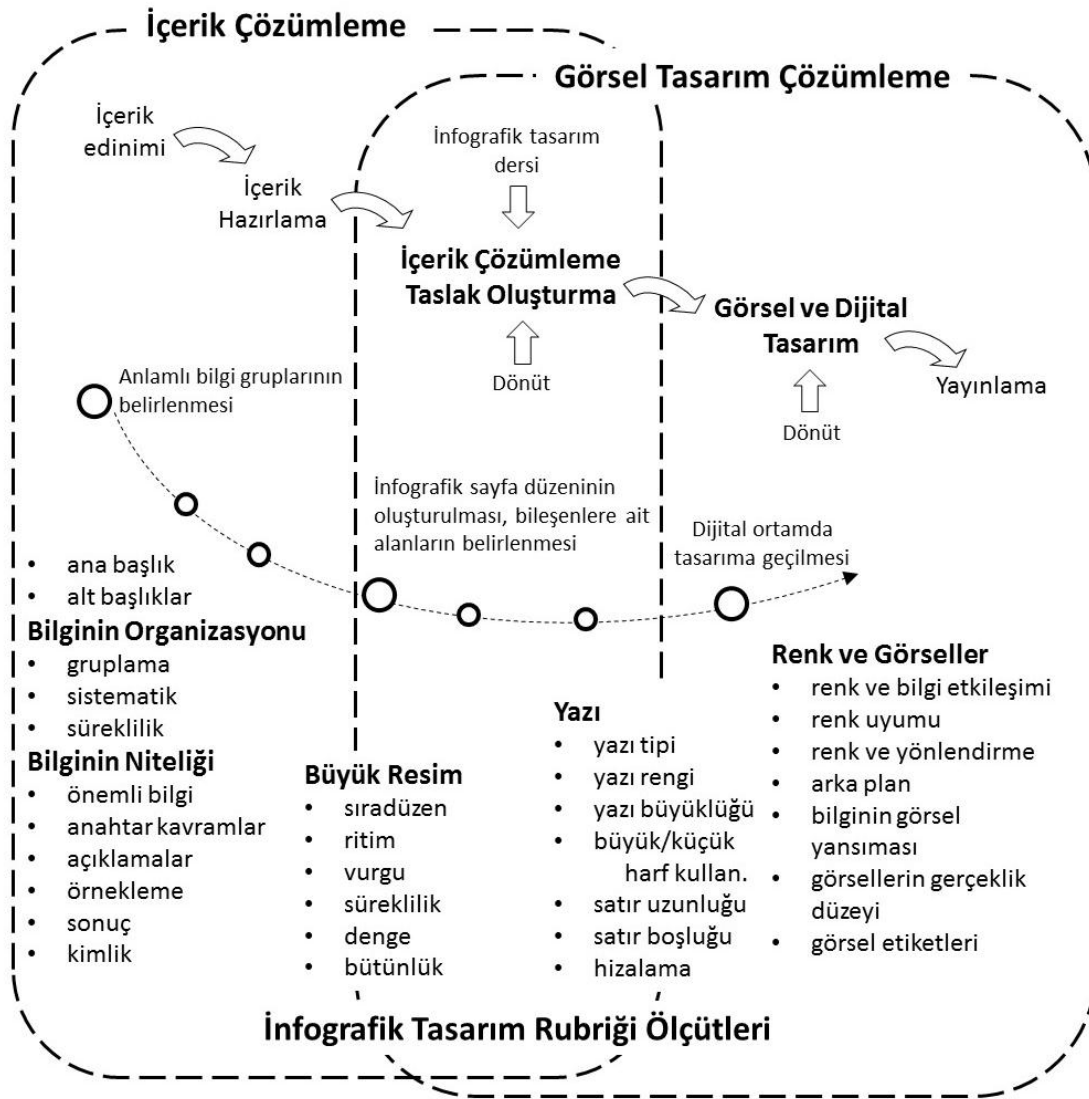 İçerik Çözümleme
Görsel Tasarım Çözümleme
İçerik
edinimi
İçerik
Hazırlama
İnfografik tasarım
dersi
İçerik Çözümleme
Taslak Oluşturma
Dönüt
Görsel ve Dijital
Tasarım
Dönüt
Yayınlama
Anlamlı bilgi gruplarının
belirlenmesi
İnfografik sayfa düzeninin
oluşturulması, bileşenlere ait
alanların belirlenmesi
Dijital ortamda
tasarıma geçilmesi
• ana başlık
• alt başlıklar
Bilginin Organizasyonu
• gruplama
• sistematik
• süreklilik
Bilginin Niteliği
• önemli bilgi
• anahtar kavramlar
• açıklamalar
• örnekleme
• sonuç
• kimlik
Büyük Resim
• sıradüzen
• ritim
• vurgu
• süreklilik
• denge
• bütünlük
Yazı
• yazı tipi
• yazı rengi
• yazı büyüklüğü
• büyük/küçük
harf kullan.
• satır uzunluğu
• satır boşluğu
• hizalama
Renk ve Görseller
• renk ve bilgi etkileşimi
• renk uyumu
• renk ve yönlendirme
• arka plan
• bilginin görsel
yansıması
• görsellerin gerçeklik
düzeyi
• görsel etiketleri
İnfografik Tasarım Rubriği Ölçütleri